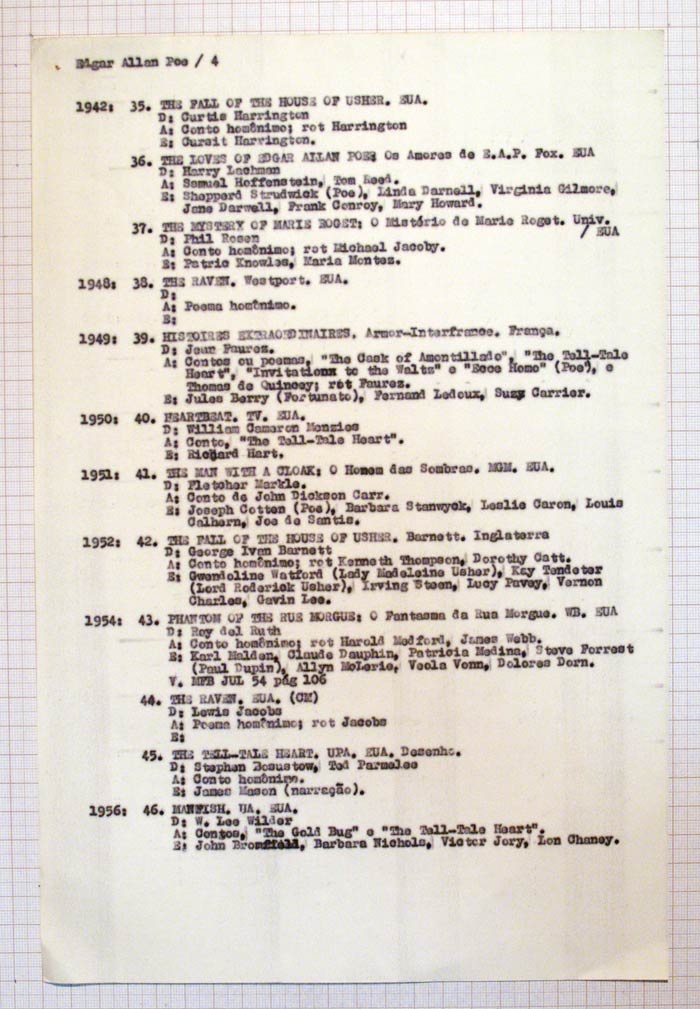 Edgar Allan Poe / 4
1942: 35. THE FALL OF THE HOUSE OF USHER. EUA.
D: Curtis Harrington
A: Conto homônimo; rot Harrington
E: Cursit Harrington.
36. THE LOVES OF EDGAR ALLAN POE: Os Amores de E.A.P. Fox. EUA
D: Harry Lachman
A: Samuel Hoffenstein, Tom Reed.
E: Shepperd Strudwick (Poe), Linda Darnell, Virginia Gilmore,
Jane Darwell, Frank Conroy, Mary Howard.
37. THE MYSTERY OF MARIE ROGET: O Mistério de Marie Roget. Univ.
/ EUA
D: Phil Rosen
A: Conto homônimo; rot Michael Jacoby.
E: Patric Knowles, Maria Montez.
1948: 38. THE RAVEN. Westport. EUA.
D:
A: Poema homônimo.
E:
1949: 39. HISTOIRES EXTRAORDINAIRES. Armor-Interfrance. França.
D: Jean Faurez.
A: Contos ou poemas, "The Cask of Amontillado", "The Tell-Tale
Heart", "Invitations to the Waltz" e "Ecce Homo" (Poe), e
Thomas de Quincey; rot Faurez.
E: Jules Berry (Fortunato), Fernand Ledoux, Suzy Carrier.
1950: 40. HEARTBEAT. TV. EUA.
D: William Cameron Menzies
A: Conto, "The Tell-Tale Heart".
E: Richard Hart.
1951: 41. THE MAN WITH A CLOAK: O Homem das Sombras. MGM. EUA.
D: Fletcher Markle.
A: Conto de John Dickson Carr.
E: Joseph Cotten (Poe), Barbara Stanwyck, Leslie Caron, Louis
Calhern, Joe de Santis.
1952: 42. THE FALL OF THE HOUSE OF USHER. Barnett. Inglaterra
D: George Ivan Barnett
A: Conto homônimo; rot Kenneth Thompson, Dorothy Catt.
E: Gwendoline Watford (Lady Madeleine Usher), Kay Tendeter
(Lord Roderick Usher), Irving Steen, Lucy Pavey, Vernon
Charles, Gavin Lee.
1954: 43. PHANTOM OF THE RUE MORGUE: O Fantasma da Rua Morgue. WB. EUA
D: Roy del Ruth
A: Conto homônimo; rot Harold Medford, James Webb.
E: Karl Malden, Claude Dauphin, Patricia Medina, Steve Forrest
(Paul Dupin), Allyn McLerie, Veola Vonn, Dolores Dorn.
V. MFB JUL 54 pág 106
44. THE RAVEN. EUA. (CM)
D: Lewis Jacobs
A: Poema homônimo; rot Jacobs
E:
45. THE TELL-TALE HEART. UPA. EUA. Desenho.
D: Stephen Bosustow, Ted Parmelee
A: Conto homônimo.
E: James Mason (narração).
1956: 46. MANFISH. UA. EUA.
D: W. Lee Wilder
A: Contos, "The Gold Bug" e "The Tell-Tale Heart".
E: John Bromfield, Barbara Nichols, Victor Jory, Lon Chaney.